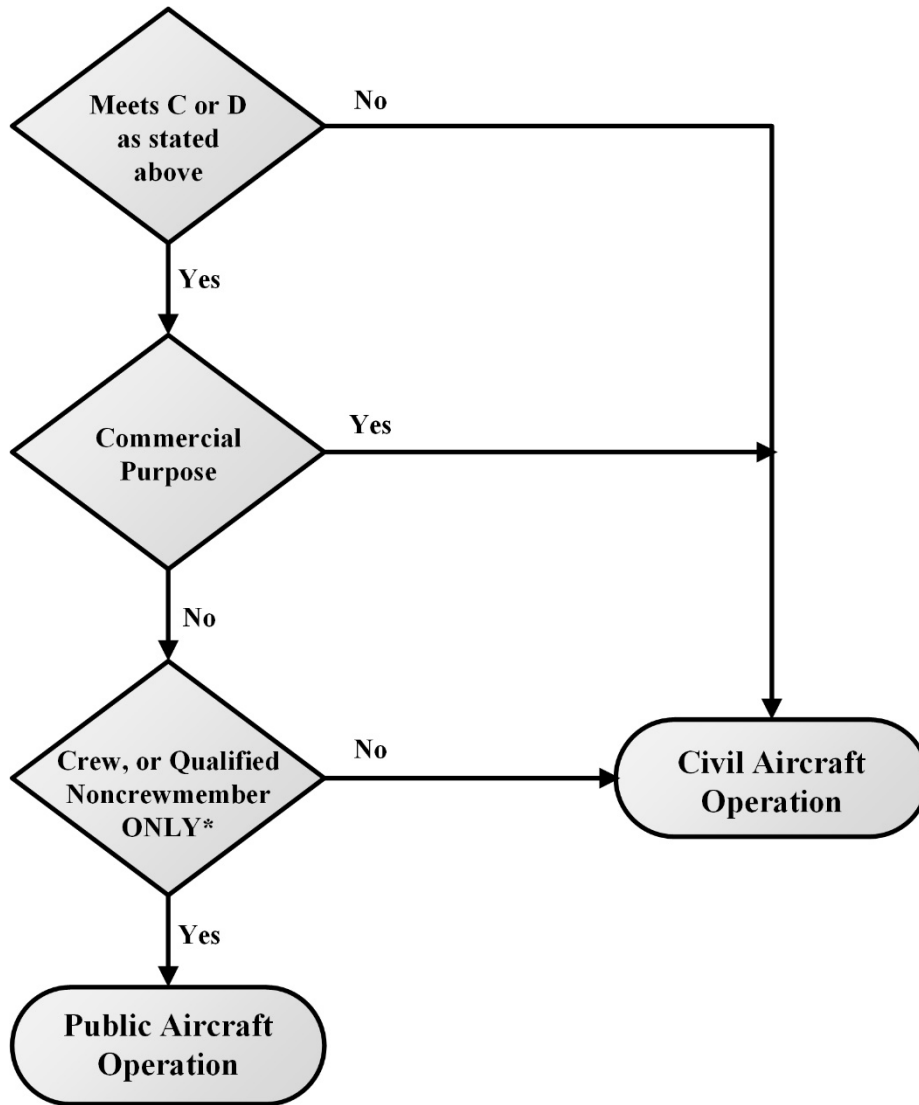 Meets C or D
as stated
above
No
Yes
Commercial
Purpose
Yes
No
Crew, or Qualified
Noncrewmember
ONLY*
No
Civil Aircraft
Operation
Yes
Public Aircraft
Operation